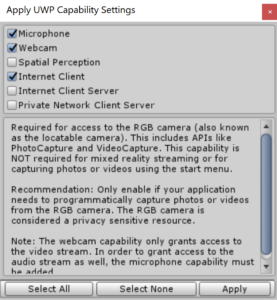 Apply UWP Capability Settings
Microphone
Webcam
Spatial Perception
Internet Client
Internet Client Server
Private Network Client Server
Required for access to the RGB camera (also known
as the locatable camera). This includes APIs like
PhotoCapture and VideoCapture. This capability is
NOT required for mixed reality streaming or for
capturing photos or videos using the start menu.
Recommendation: Only enable if your application
needs to programmatically capture photos or videos
from the RGB camera. The RGB camera is
considered a privacy sensitive resource.
Note: The webcam capability only grants access to
the video stream. In order to grant access to the
audio stream as well, the microphone capability must
be added
Select All
Select None
Apply